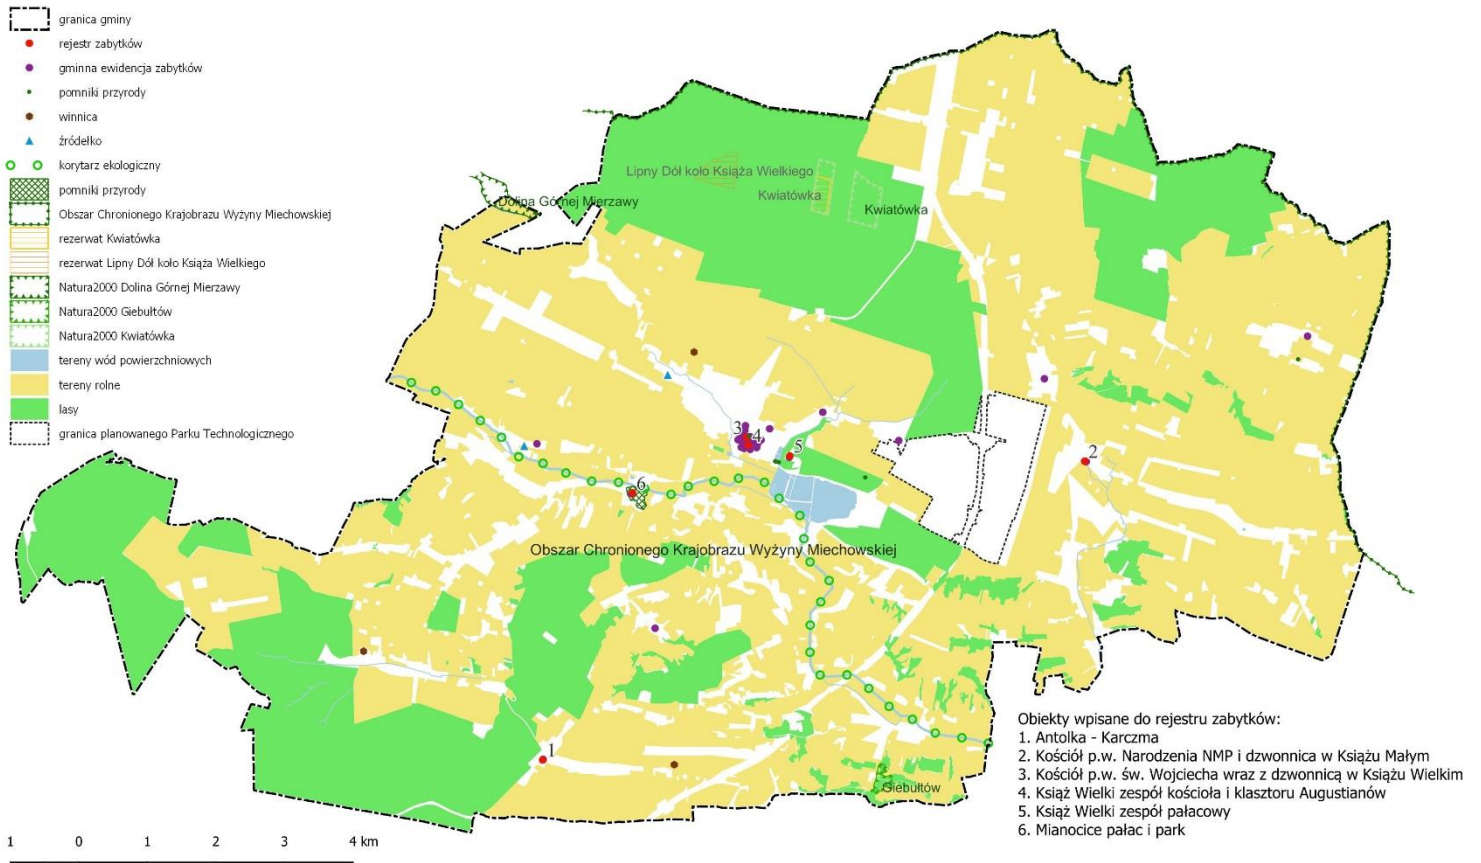 granica gminy
rejestr zabytków
gminna ewidencja zabytków
pomniki przyrody
winnica
źródełko
korytarz ekologiczny
pomniki przyrody
Obszar Chronionego Krajobrazu Wyżyny Miechowskiej
rezerwat Kwiatówka
rezerwat Lipny Dół koło Książa Wielkiego
Natura2000 Dolina Górnej Mierzawy
Natura2000 Giebułtów
Natura2000 Kwiatówka
tereny wód powierzchniowych
tereny rolne
lasy
granica planowanego Parku Technologicznego
Lipny Dół koło Książa Wielkiego
Kwiatówka
Kwiatówka
Dolina Górnej Mierzawy
3
4
5
2
6
Obszar Chronionego Krajobrazu Wyżyny Miechowskiej
1
Giebułtów
Obiekty wpisane do rejestru zabytków:
1. Antolka - Karczma
2. Kościół p.w. Narodzenia NMP i dzwonnica w Książu Małym
3. Kościół p.w. św. Wojciecha wraz z dzwonnicą w Książu Wielkim
4. Książ Wielki zespół kościoła i klasztoru Augustianów
5. Książ Wielki zespół pałacowy
6. Mianocice pałac i park
1 0 1 2 3 4 km